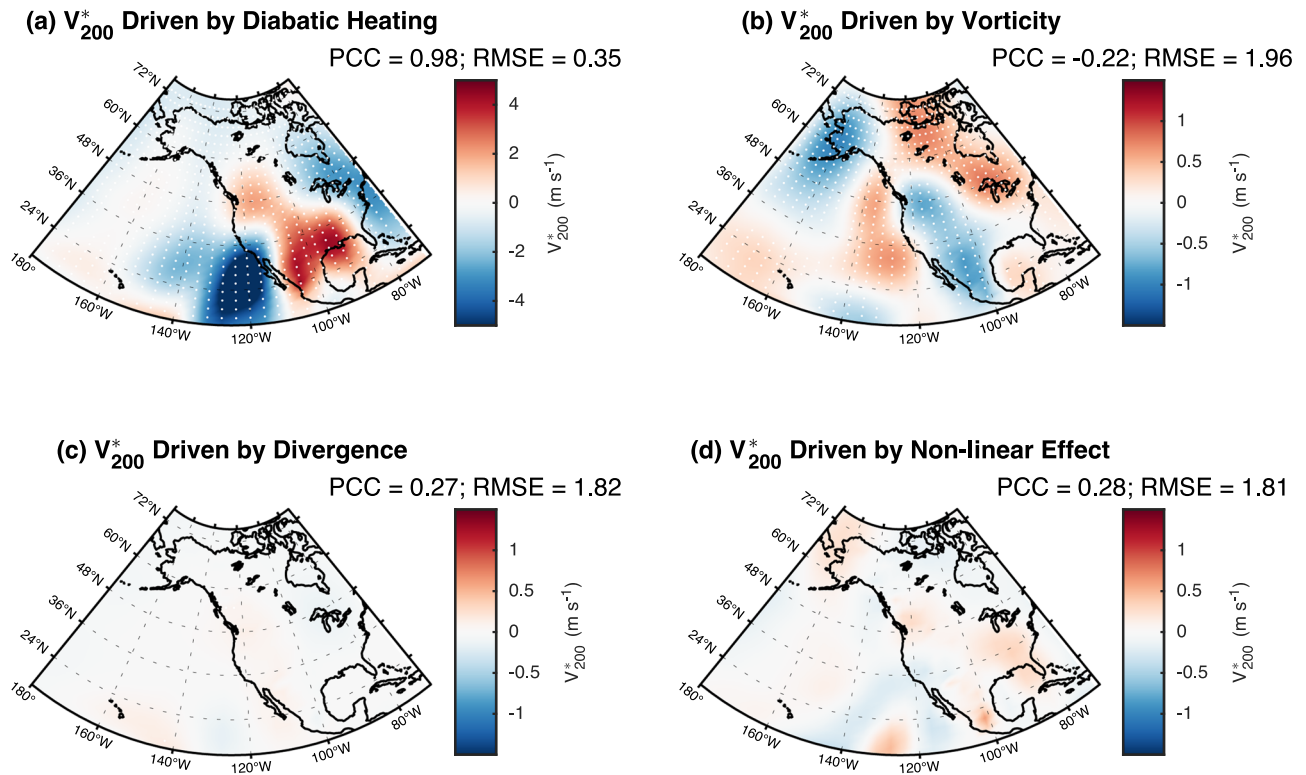 (a) V*200 Driven by Diabatic Heating
PCC = 0.98; RMSE = 0.35
72°N
60°N
48°N
36°N
24°N
180°
160°W
140°W
120°W
100°W
80°W
4
2
0
-2
-4
V*200 (m s-1)
(b) V*200 Driven by Vorticity
PCC = -0.22; RMSE = 1.96
72°N
60°N
48°N
36°N
24°N
180°
160°W
140°W
120°W
100°W
80°W
1
0.5
0
-0.5
-1
V*200 (m s-1)
(c) V*200 Driven by Divergence
PCC = 0.27; RMSE = 1.82
72°N
60°N
48°N
36°N
24°N
180°
160°W
140°W
120°W
100°W
80°W
1
0.5
0
-0.5
-1
V*200 (m s-1)
(d) V*200 Driven by Non-linear Effect
PCC = 0.28; RMSE = 1.81
72°N
60°N
48°N
36°N
24°N
180°
160°W
140°W
120°W
100°W
80°W
1
0.5
0
-0.5
-1
V*200 (m s-1)